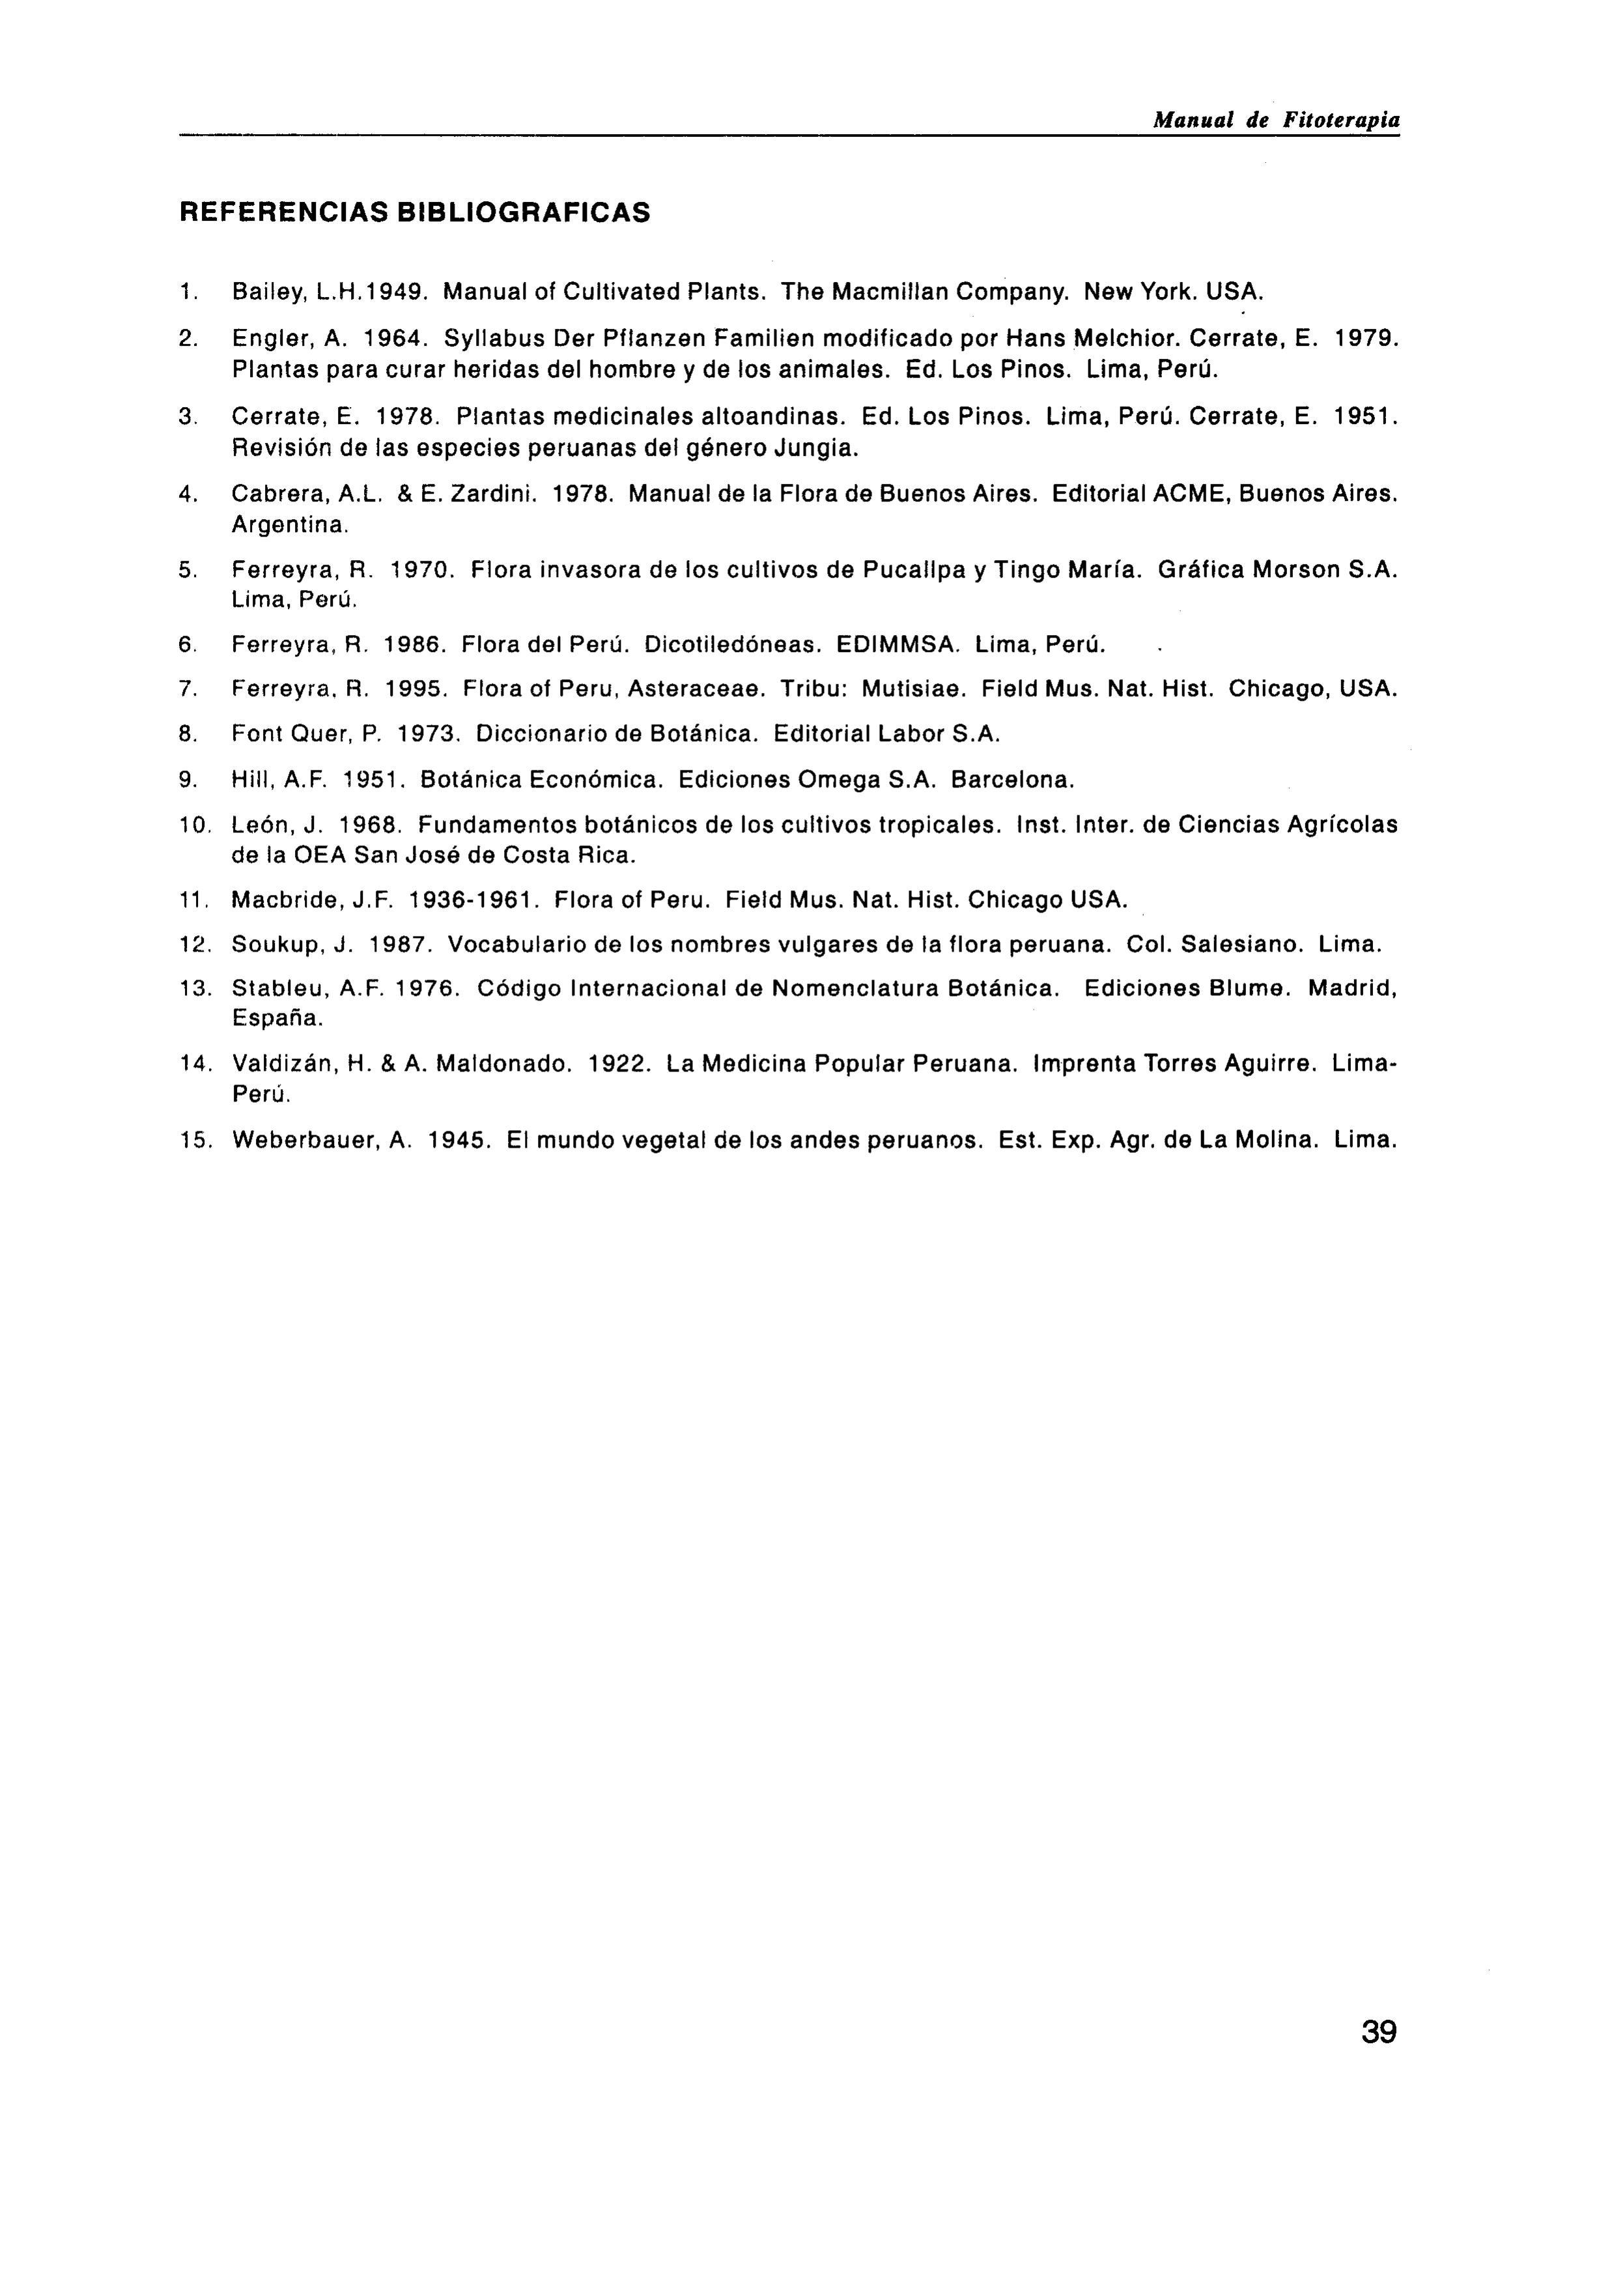 Manual de Fitoterapia
REFERENCIAS BIBLIOGRAFICAS
1. Bailey, L.H.1949. Manual of Cultivated Plants. The Macmillan Company. New York. USA.
2. Engler, A. 1964. Syllabus Der Pflanzen Familien modificado por Hans Melchior. Cerrate, E. 1979.
Plantas para curar heridas del hombre y de los animales. Ed. Los Pinos. Lima, Perú.
3. Cerrate, E. 1978. Plantas medicinales altoandinas. Ed. Los Pinos. Lima, Perú. Cerrate, E. 1951.
Revisión de las especies peruanas del género Jungia.
4. Cabrera, A.L. & E. Zardini. 1978. Manual de la Flora de Buenos Aires. Editorial ACME, Buenos Aires.
Argentina.
5. Ferreyra, R. 1970. Flora invasora de los cultivos de Pucallpa y Tingo María. Gráfica Morson S.A.
Lima, Perú.
6. Ferreyra, R. 1986. Flora del Perú. Dicotiledóneas. EDIMMSA. Lima, Perú.
7. Ferreyra, R. 1995. Flora of Peru, Asteraceae. Tribu: Mutisiae. Field Mus. Nat. Hist. Chicago, USA.
8. Font Quer, P. 1973. Diccionario de Botánica. Editorial Labor S.A.
9. Hill, A.F. 1951. Botánica Económica. Ediciones Omega S.A. Barcelona.
10. León, J. 1968. Fundamentos botánicos de los cultivos tropicales. Inst. Inter. de Ciencias Agrícolas
de la OEA San José de Costa Rica.
11. Macbride, J.F. 1936-1961. Flora of Peru. Field Mus. Nat. Hist. Chicago USA.
12. Soukup, J. 1987. Vocabulario de los nombres vulgares de la flora peruana. Col. Salesiano. Lima.
13. Stableu, A.F. 1976. Código Internacional de Nomenclatura Botánica. Ediciones Blume. Madrid,
España.
14. Valdizán, H. & A. Maldonado. 1922. La Medicina Popular Peruana. Imprenta Torres Aguirre. Lima-
Perú.
15. Weberbauer, A. 1945. El mundo vegetal de los andes peruanos. Est. Exp. Agr. de La Molina. Lima.
39